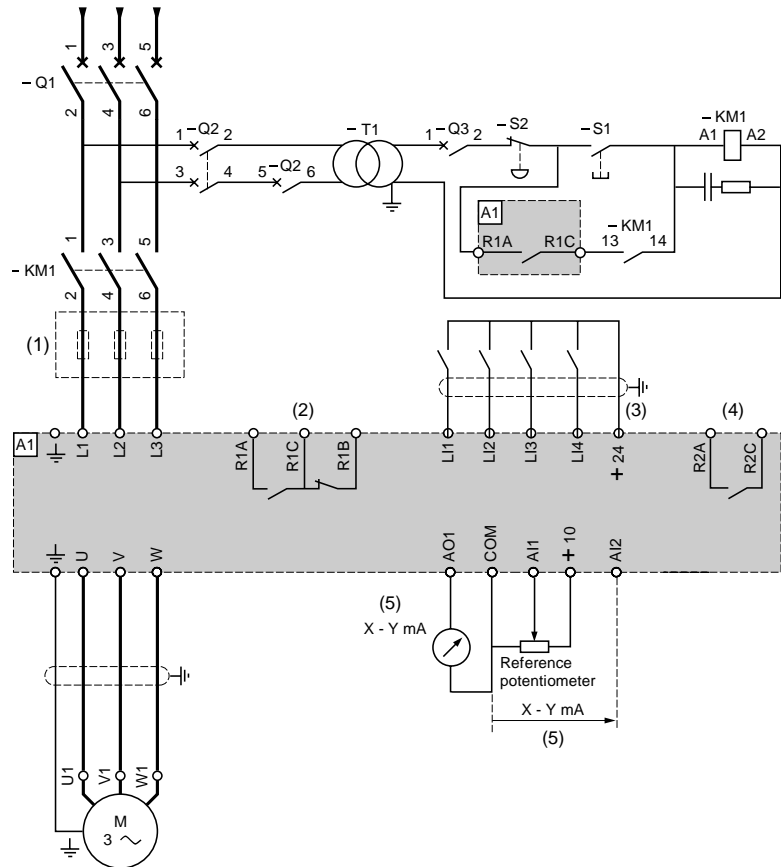 1 3 5
– Q1
2 4 6
1 – Q2 2
– T1
1 – Q3 2
– S2
– S1
– KM1
A1 A2
3 4 5 – Q2 6
A1
R1A R1C
– KM1
13 14
1 3 5
– KM1
2 4 6
(1)
(2)
(3)
(4)
A1
L1 L2 L3
R1A R1C R1B
LI1 LI2 LI3 LI4 + 24
R2A R2C
U V W
AO1 COM AI1 + 10 AI2
(5)
X - Y mA
Reference
potentiometer
X - Y mA
(5)
U1 V1 W1
M
3 ~